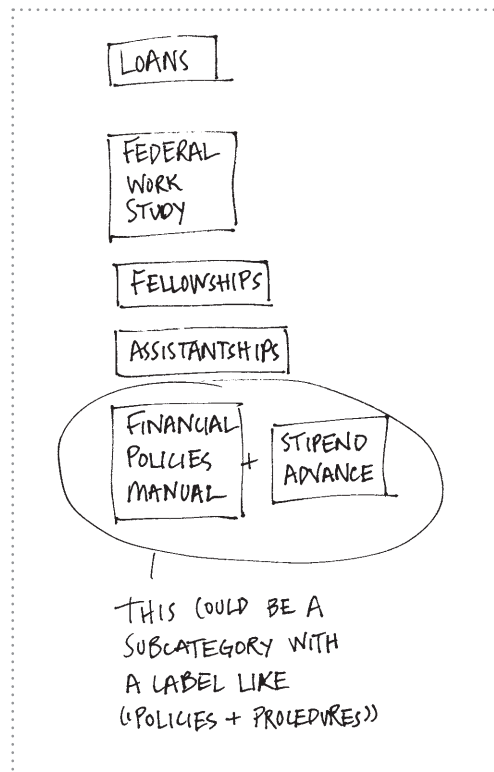 LOANS
FEDERAL
WORK
STUDY
FELLOWSHIPS
ASSISTANTSHIPS
FINANCIAL
POLICIES
MANUAL
+
STIPEND
ADVANCE
THIS COULD BE A
SUBCATEGORY WITH
A LABEL LIKE
"POLICIES + PROCEDURES"